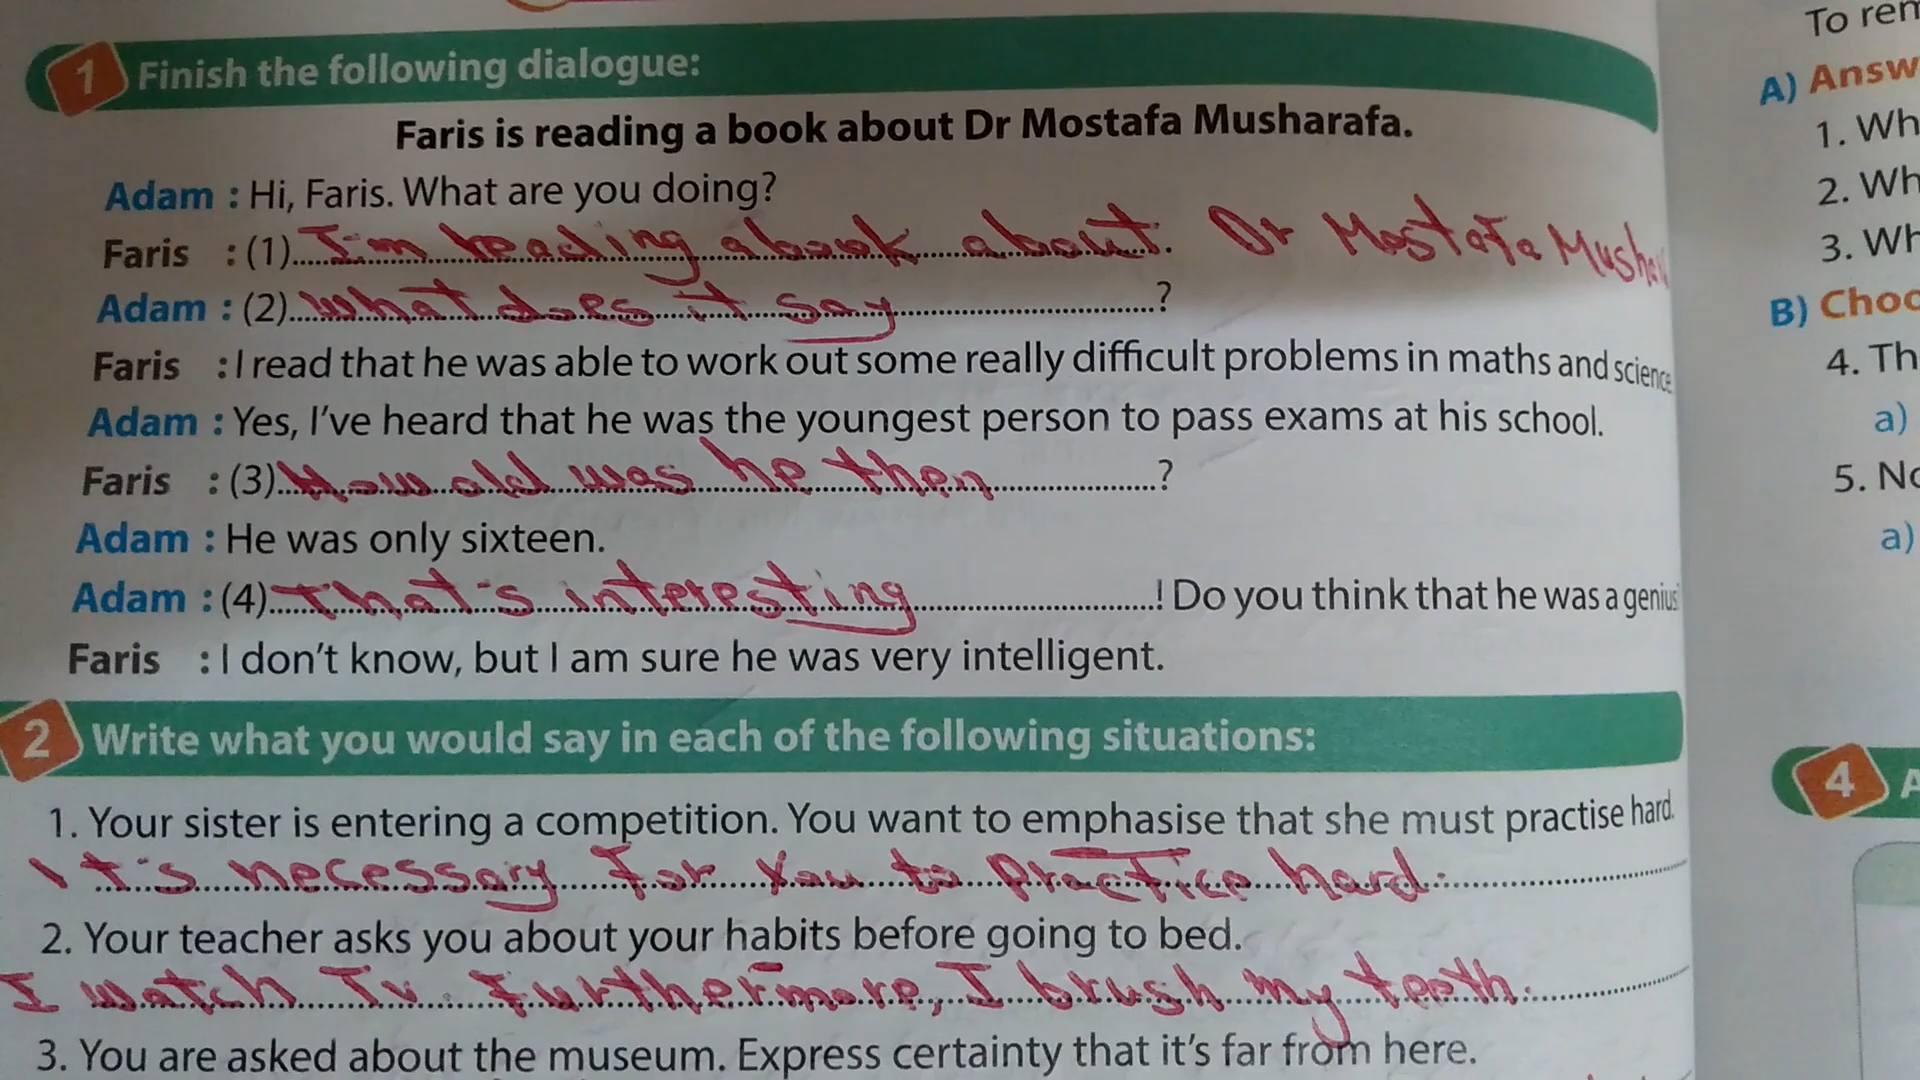 1 Finish the following dialogue:
Faris is reading a book about Dr Mostafa Musharafa.
Adam : Hi, Faris. What are you doing?
Faris : (1) I'm reading a book about. Dr Mostafa Musha
Adam : (2) What does it say ?
Faris : I read that he was able to work out some really difficult problems in maths and science
Adam : Yes, I've heard that he was the youngest person to pass exams at his school.
Faris : (3) How old was he then ?
Adam : He was only sixteen.
Adam : (4) That's interesting ! Do you think that he was a genius
Faris : I don't know, but I am sure he was very intelligent.
2 Write what you would say in each of the following situations:
1. Your sister is entering a competition. You want to emphasise that she must practise hard.
It's necessary for you to practice hard.
2. Your teacher asks you about your habits before going to bed.
I watch Tv. Furthermore, I brush my teeth.
3. You are asked about the museum. Express certainty that it's far from here.
To rem
A) Answ
1. Wh
2. Wh
3. Wh
B) Choo
4. Th
a)
5. No
a)
4 A